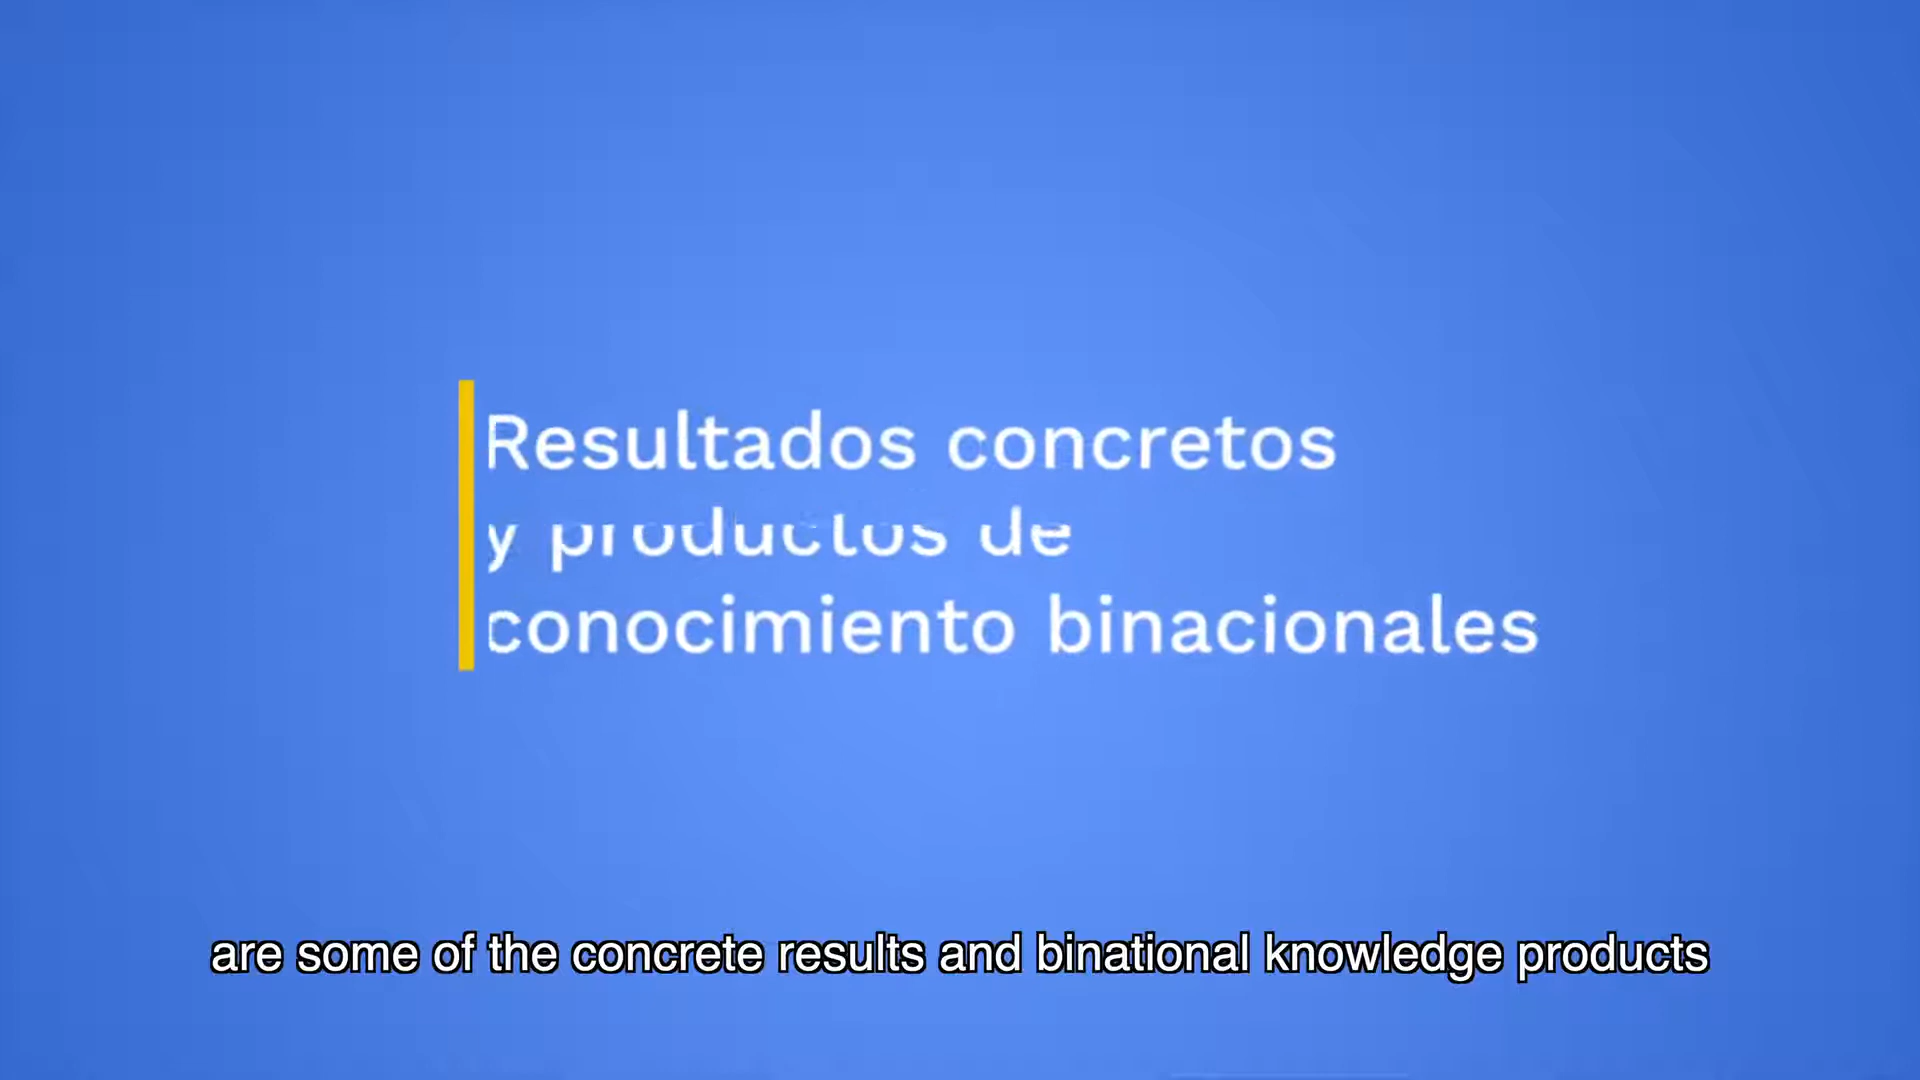 Resultados concretos
y productos de
conocimiento binacionales
are some of the concrete results and binational knowledge products